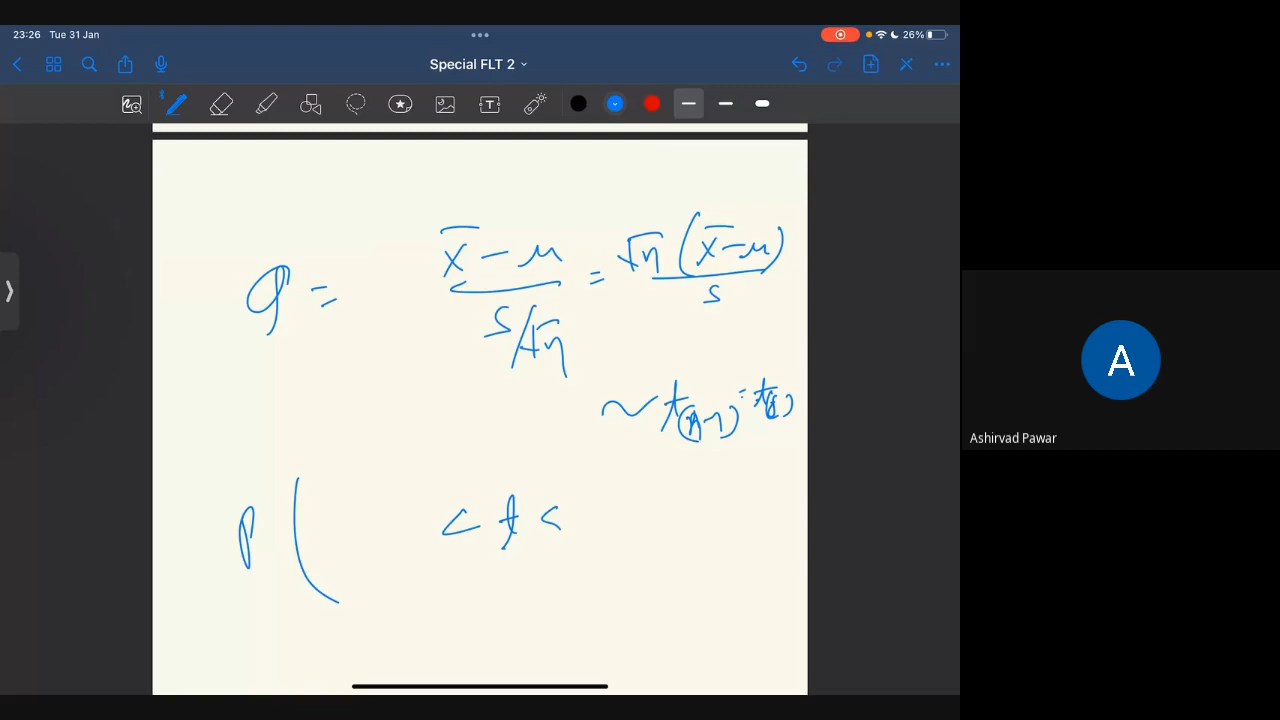 23:26 Tue 31 Jan
26%
Special FLT 2
T
φ = x̄ - μ / s/√n = √n (x̄ - μ) / s
~ t(n-1) = t( )
P ( < t <
A
Ashirvad Pawar